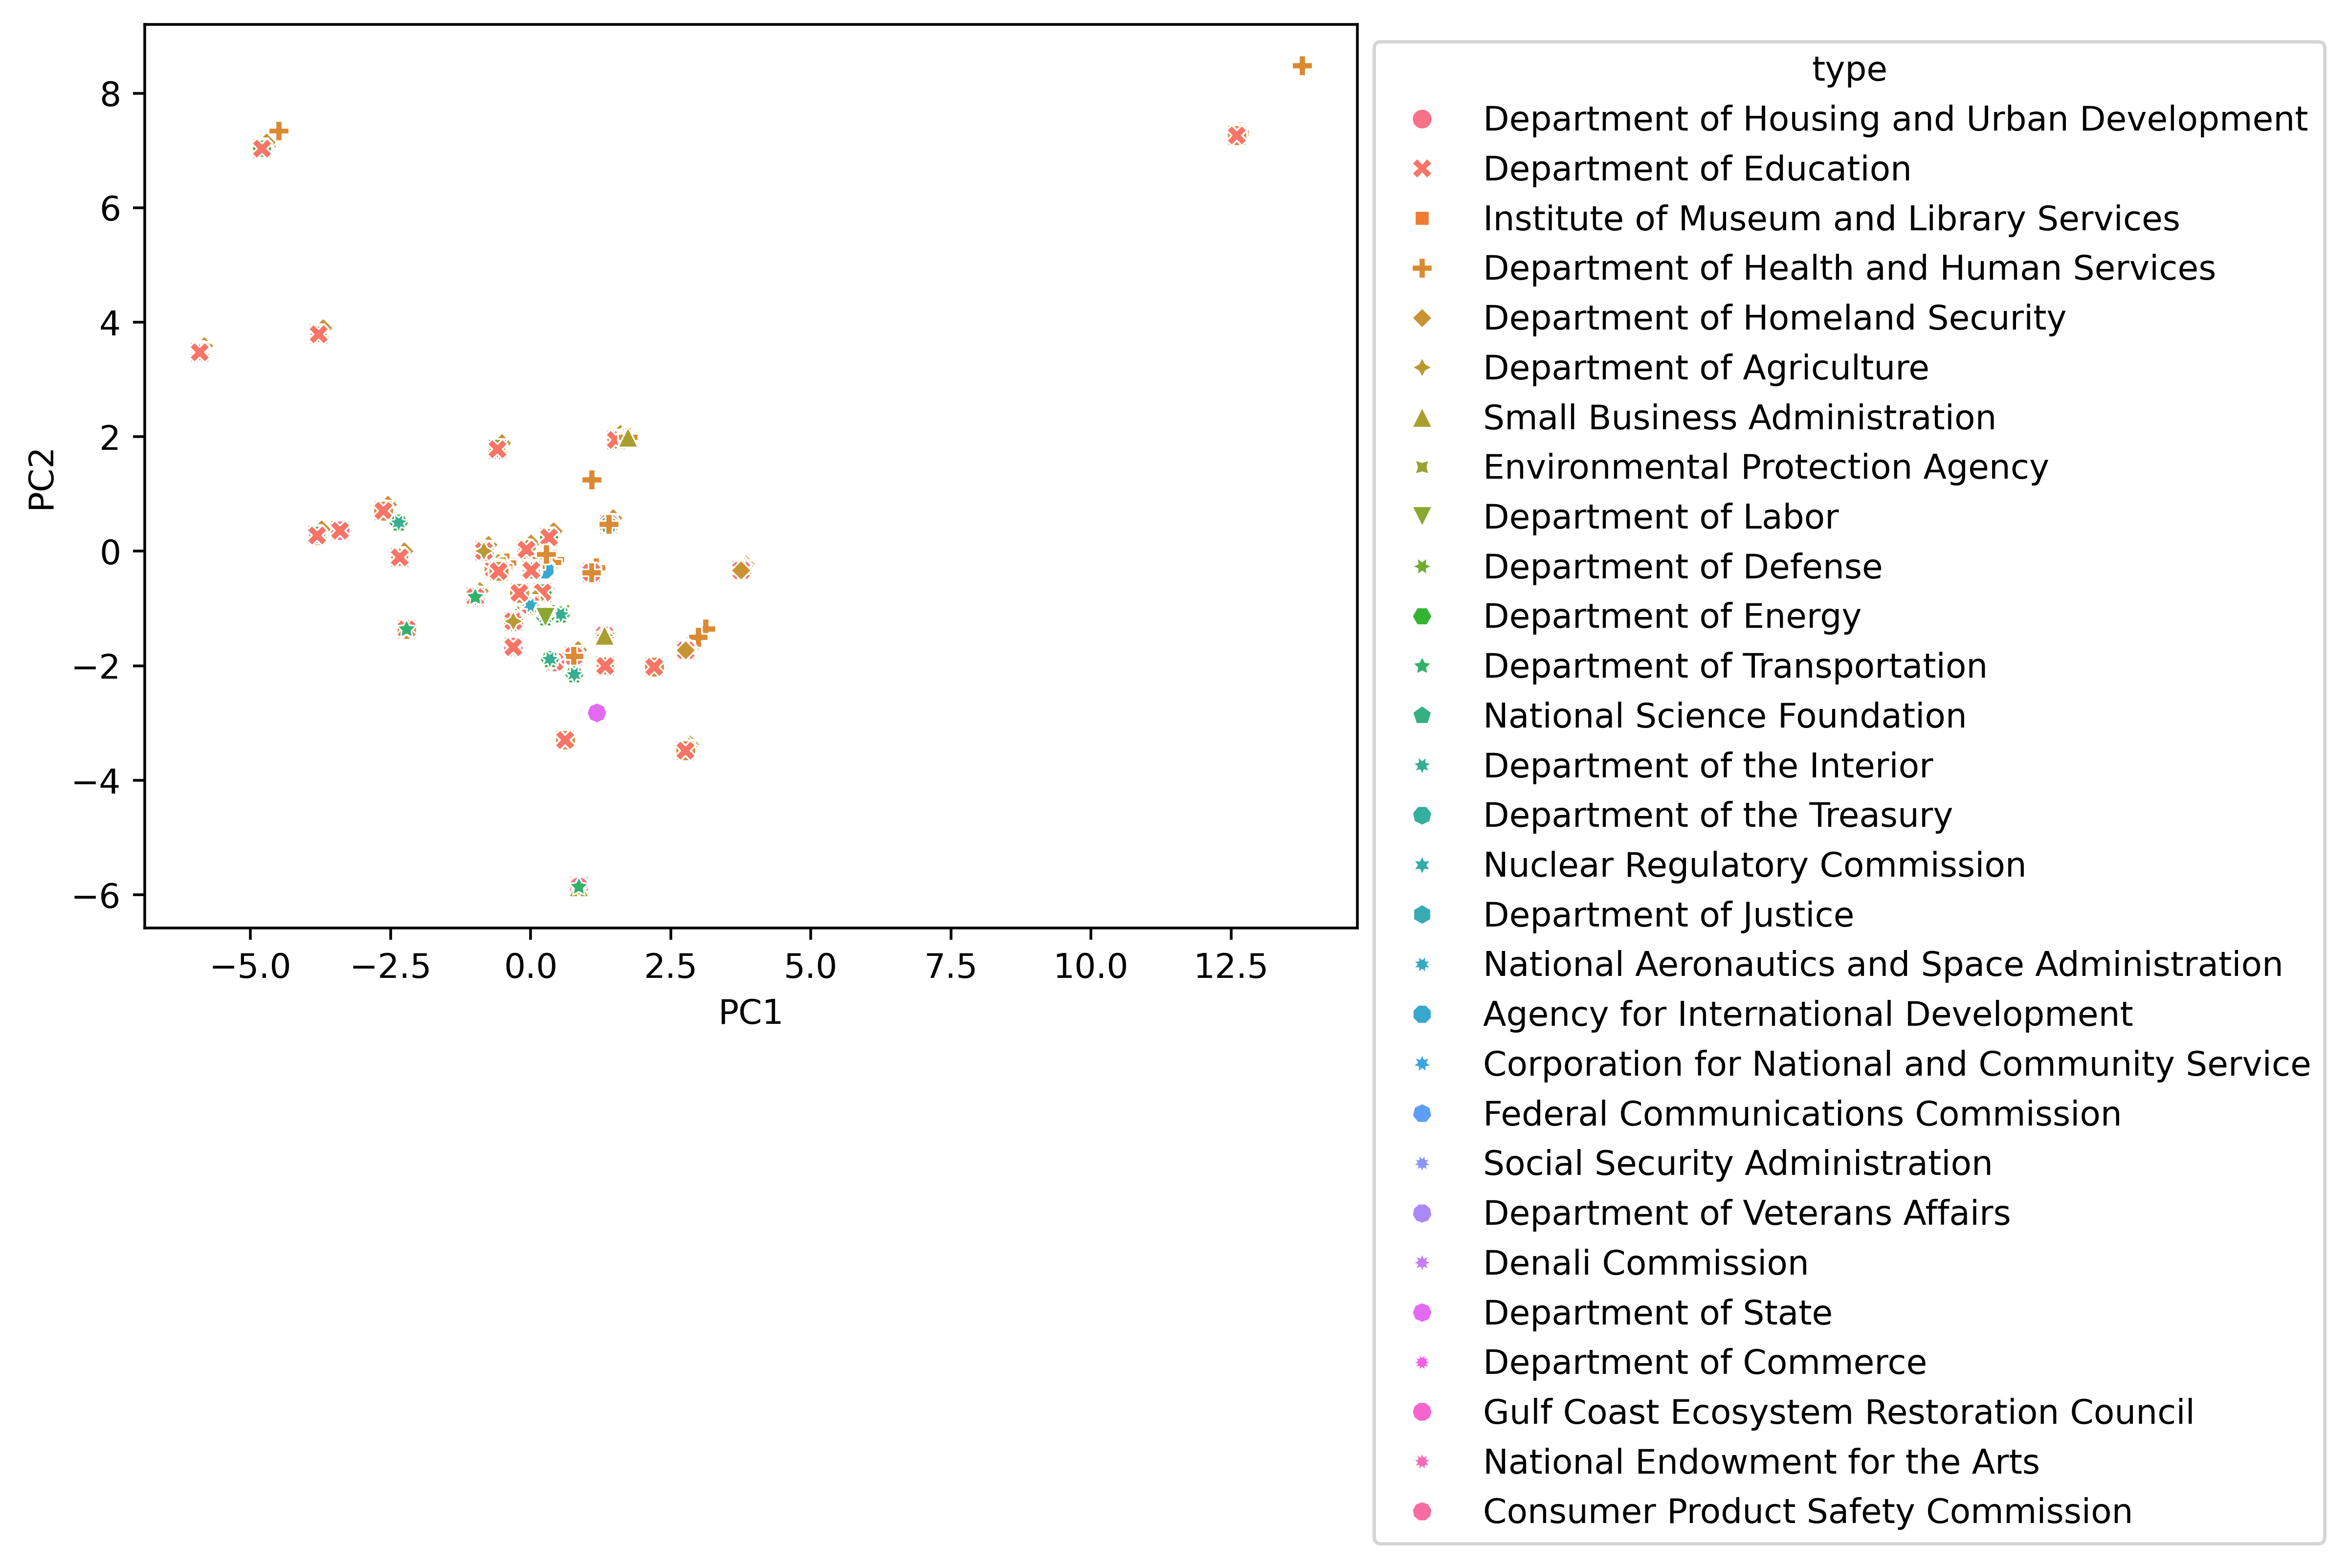 8
6
4
2
0
−2
−4
−6
PC2
−5.0 −2.5 0.0 2.5 5.0 7.5 10.0 12.5
PC1
type
Department of Housing and Urban Development
Department of Education
Institute of Museum and Library Services
Department of Health and Human Services
Department of Homeland Security
Department of Agriculture
Small Business Administration
Environmental Protection Agency
Department of Labor
Department of Defense
Department of Energy
Department of Transportation
National Science Foundation
Department of the Interior
Department of the Treasury
Nuclear Regulatory Commission
Department of Justice
National Aeronautics and Space Administration
Agency for International Development
Corporation for National and Community Service
Federal Communications Commission
Social Security Administration
Department of Veterans Affairs
Denali Commission
Department of State
Department of Commerce
Gulf Coast Ecosystem Restoration Council
National Endowment for the Arts
Consumer Product Safety Commission